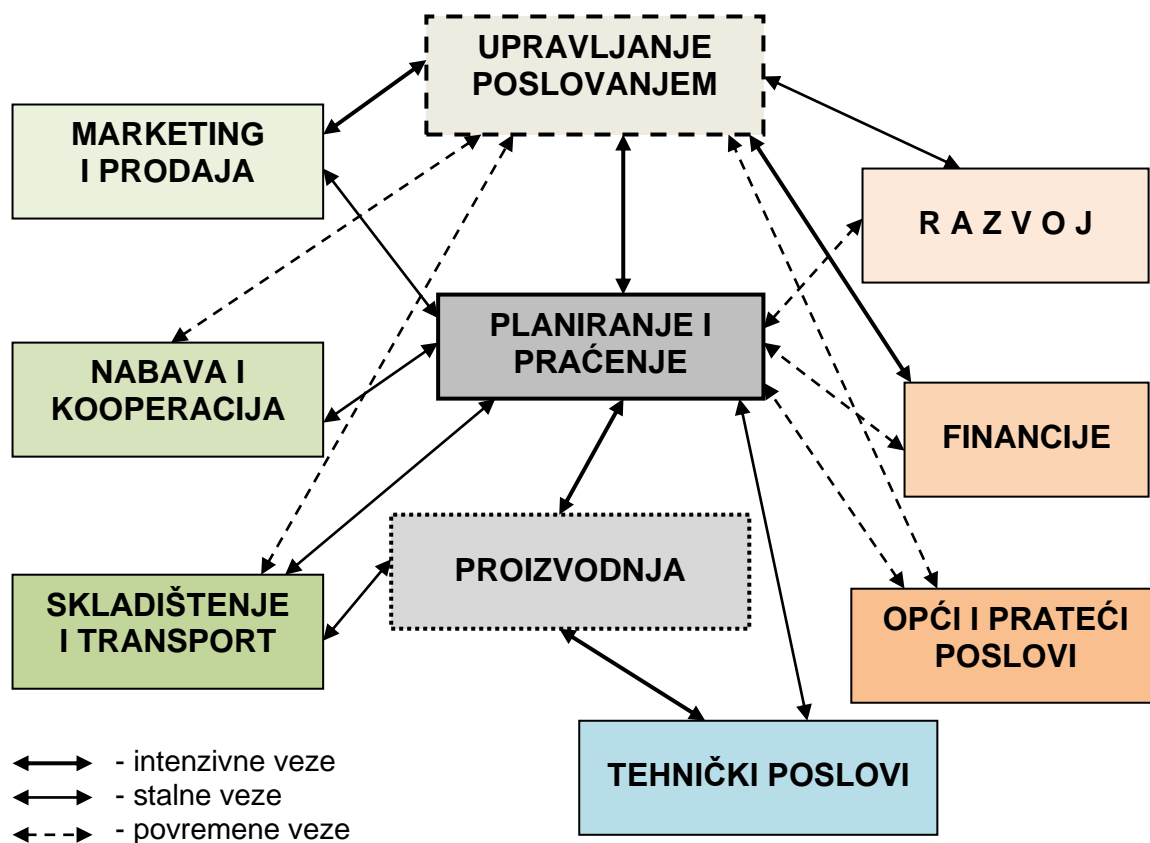 UPRAVLJANJE
POSLOVANJEM
MARKETING
I PRODAJA
R A Z V O J
PLANIRANJE I
PRAĆENJE
NABAVA I
KOOPERACIJA
FINANCIJE
PROIZVODNJA
SKLADIŠTENJE
I TRANSPORT
OPĆI I PRATEĆI
POSLOVI
TEHNIČKI POSLOVI
- intenzivne veze
- stalne veze
- povremene veze